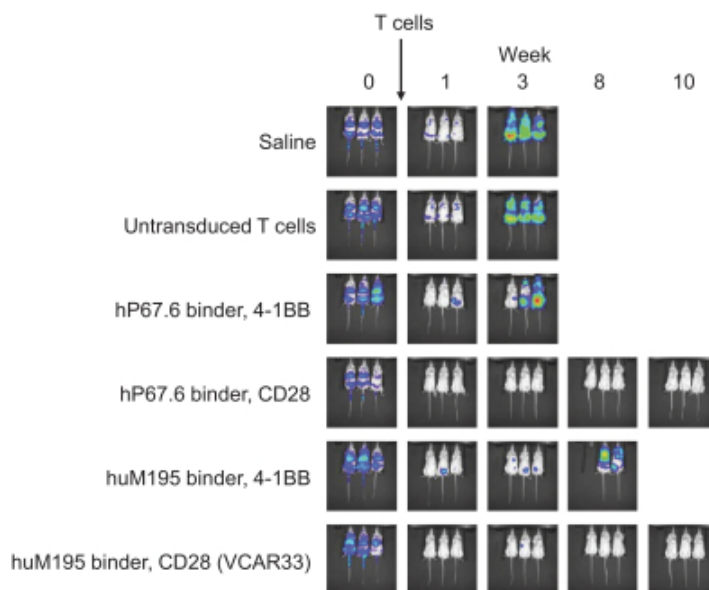 T cells
Week
0 1 3 8 10
Saline
Untransduced T cells
hP67.6 binder, 4-1BB
hP67.6 binder, CD28
huM195 binder, 4-1BB
huM195 binder, CD28 (VCAR33)